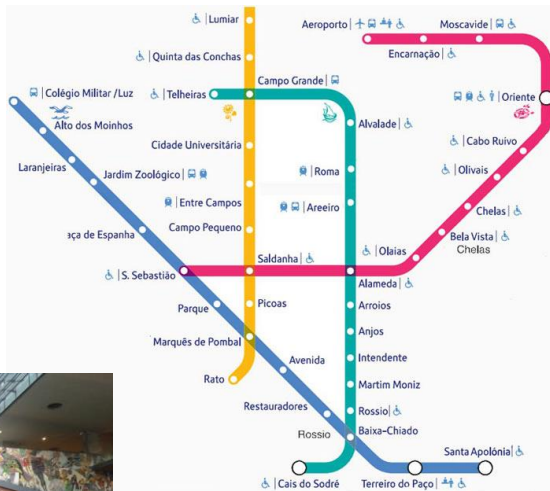 Lumiar
Quinta das Conchas
Aeroporto
Moscavide
Encarnação
Colégio Militar /Luz
Telheiras
Campo Grande
Oriente
Alto dos Moinhos
Alvalade
Cidade Universitária
Cabo Ruivo
Laranjeiras
Jardim Zoológico
Roma
Olivais
Entre Campos
Areeiro
Chelas
aça de Espanha
Campo Pequeno
Bela Vista
Chelas
Saldanha
Olaias
S. Sebastião
Alameda
Parque
Picoas
Arroios
Anjos
Marquês de Pombal
Avenida
Intendente
Rato
Martim Moniz
Restauradores
Rossio
Rossio
Baixa-Chiado
Santa Apolónia
Cais do Sodré
Terreiro do Paço